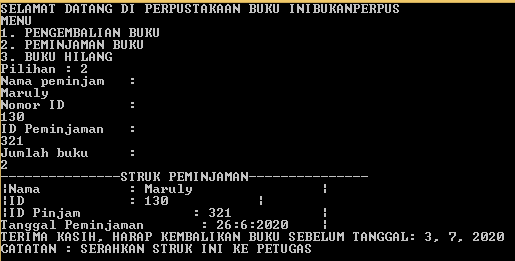 SELAMAT DATANG DI PERPUSTAKAAN BUKU INIBUKANPERPUS
MENU
1. PENGEMBALIAN BUKU
2. PEMINJAMAN BUKU
3. BUKU HILANG
Pilihan : 2
Nama peminjam   :
Maruly
Nomor ID        :
130
ID Peminjaman   :
321
Jumlah buku     :
2
---------------STRUK PEMINJAMAN---------------
¦Name           : Maruly                ¦
¦ID             : 130           ¦
¦ID Pinjam              : 321           ¦
Tanggal Peminjaman       : 26:6:2020    ¦
TERIMA KASIH, HARAP KEMBALIKAN BUKU SEBELUM TANGGAL: 3, 7, 2020
CATATAN : SERAHKAN STRUK INI KE PETUGAS